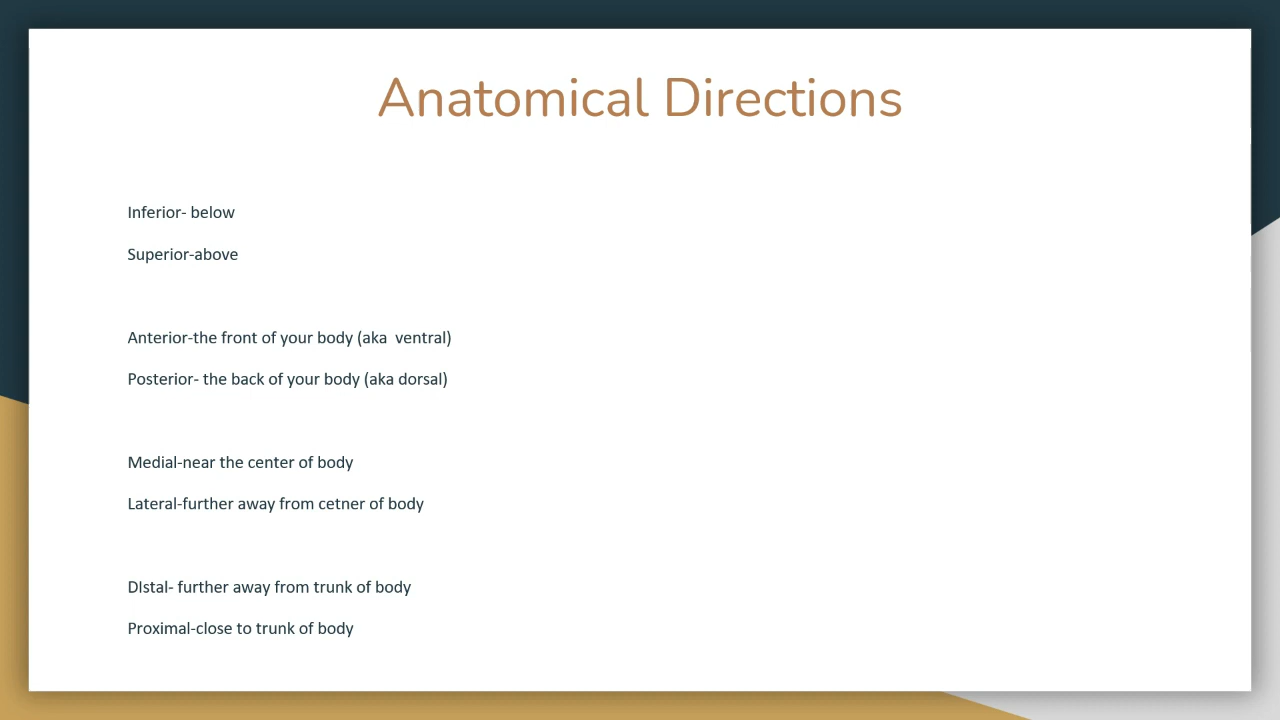 Anatomical Directions
Inferior- below
Superior-above
Anterior-the front of your body (aka  ventral)
Posterior- the back of your body (aka dorsal)
Medial-near the center of body
Lateral-further away from cetner of body
DIstal- further away from trunk of body
Proximal-close to trunk of body